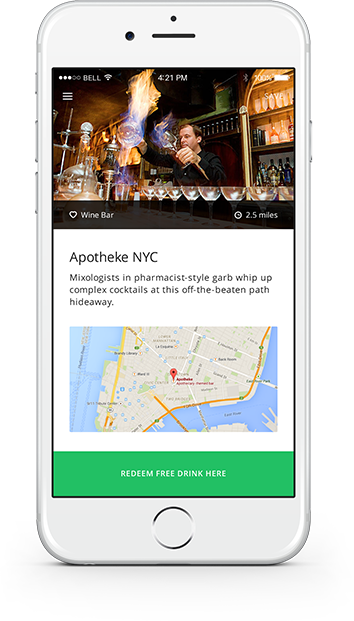 BELL
4:21 PM
100%
SAVE
Wine Bar
2.5 miles
Apotheke NYC
Mixologists in pharmacist-style garb whip up
complex cocktails at this off-the-beaten path
hideaway.
Apotheke
REDEEM FREE DRINK HERE